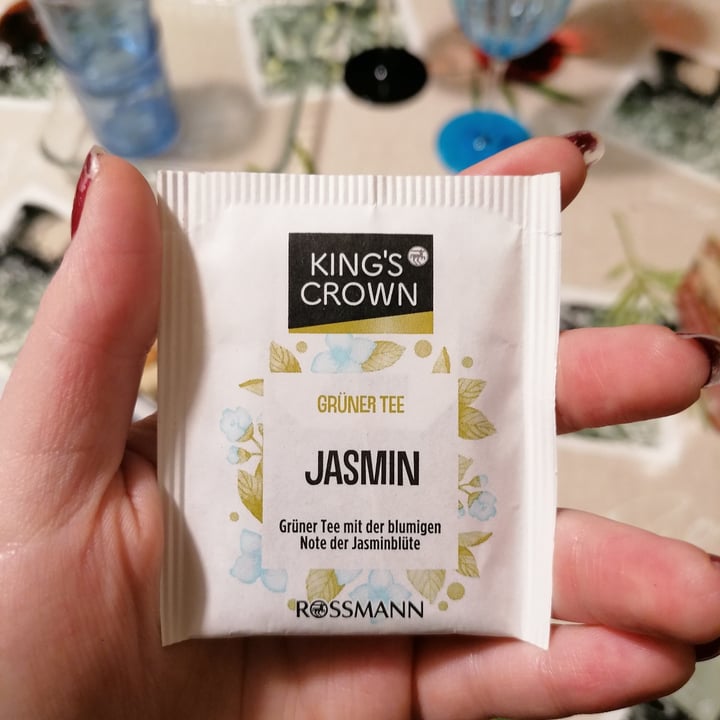 KING'S
CROWN
GRÜNER TEE
JASMIN
Grüner Tee mit der blumigen
Note der Jasminblüte
ROSSMANN